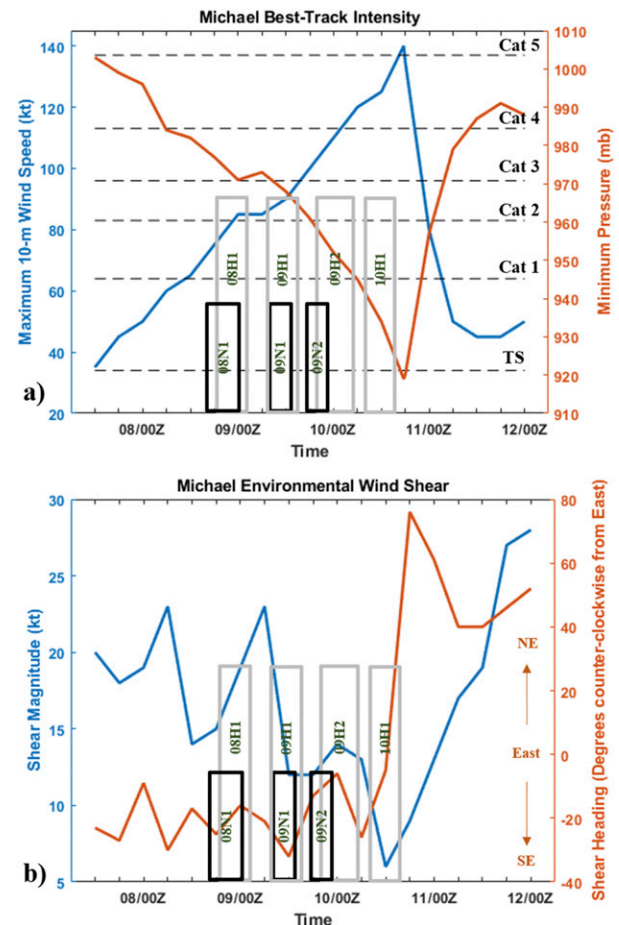 Michael Best-Track Intensity
Maximum 10-m Wind Speed (kt)
140
120
100
80
60
40
20
1010
1000
990
980
970
960
950
940
930
920
910
Minimum Pressure (mb)
Cat 5
Cat 4
Cat 3
Cat 2
Cat 1
TS
08H1
09H1
09H2
10H1
08N1
09N1
09N2
a)
08/00Z 09/00Z 10/00Z 11/00Z 12/00Z
Time
Michael Environmental Wind Shear
Shear Magnitude (kt)
30
25
20
15
10
5
80
60
40
20
0
-20
-40
Shear Heading (Degrees counter-clockwise from East)
NE
East
SE
08H1
09H1
09H2
10H1
08N1
09N1
09N2
b)
08/00Z 09/00Z 10/00Z 11/00Z 12/00Z
Time